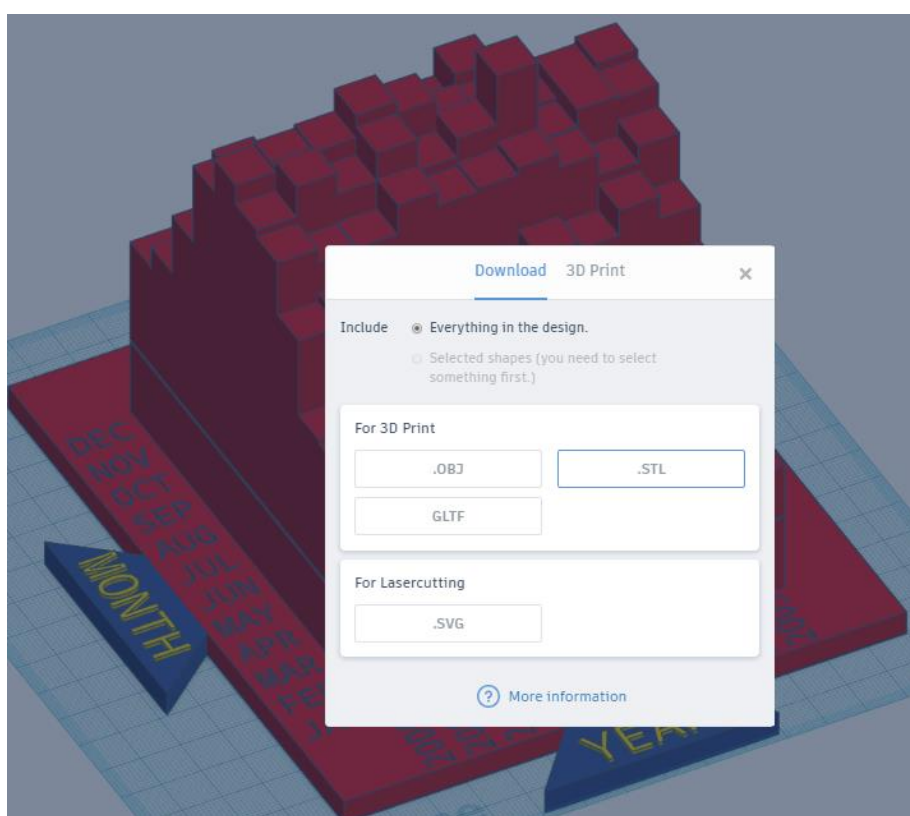 Download 3D Print
Include Everything in the design.
Selected shapes (you need to select
something first.)
For 3D Print
.OBJ .STL
GLTF
For Lasercutting
.SVG
? More information
DEC
NOV
OCT
SEP
AUG
JUL
JUN
MAY
APR
MAR
MONTH